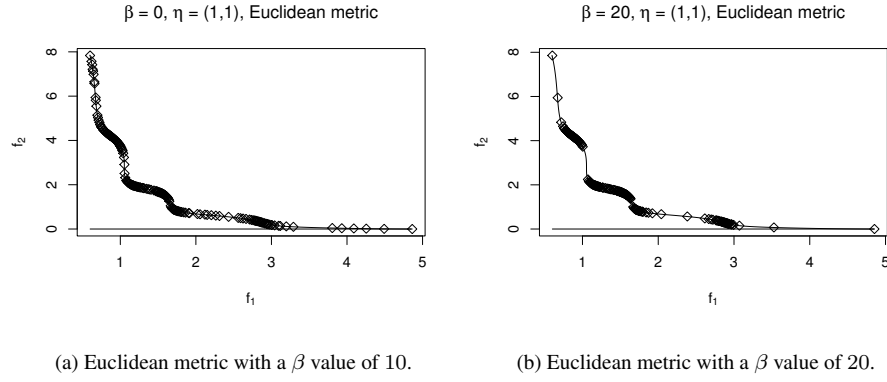 β = 0, η = (1,1), Euclidean metric
8
6
4
2
0
f₂
1 2 3 4 5
f₁
(a) Euclidean metric with a β value of 10.
β = 20, η = (1,1), Euclidean metric
8
6
4
2
0
f₂
1 2 3 4 5
f₁
(b) Euclidean metric with a β value of 20.